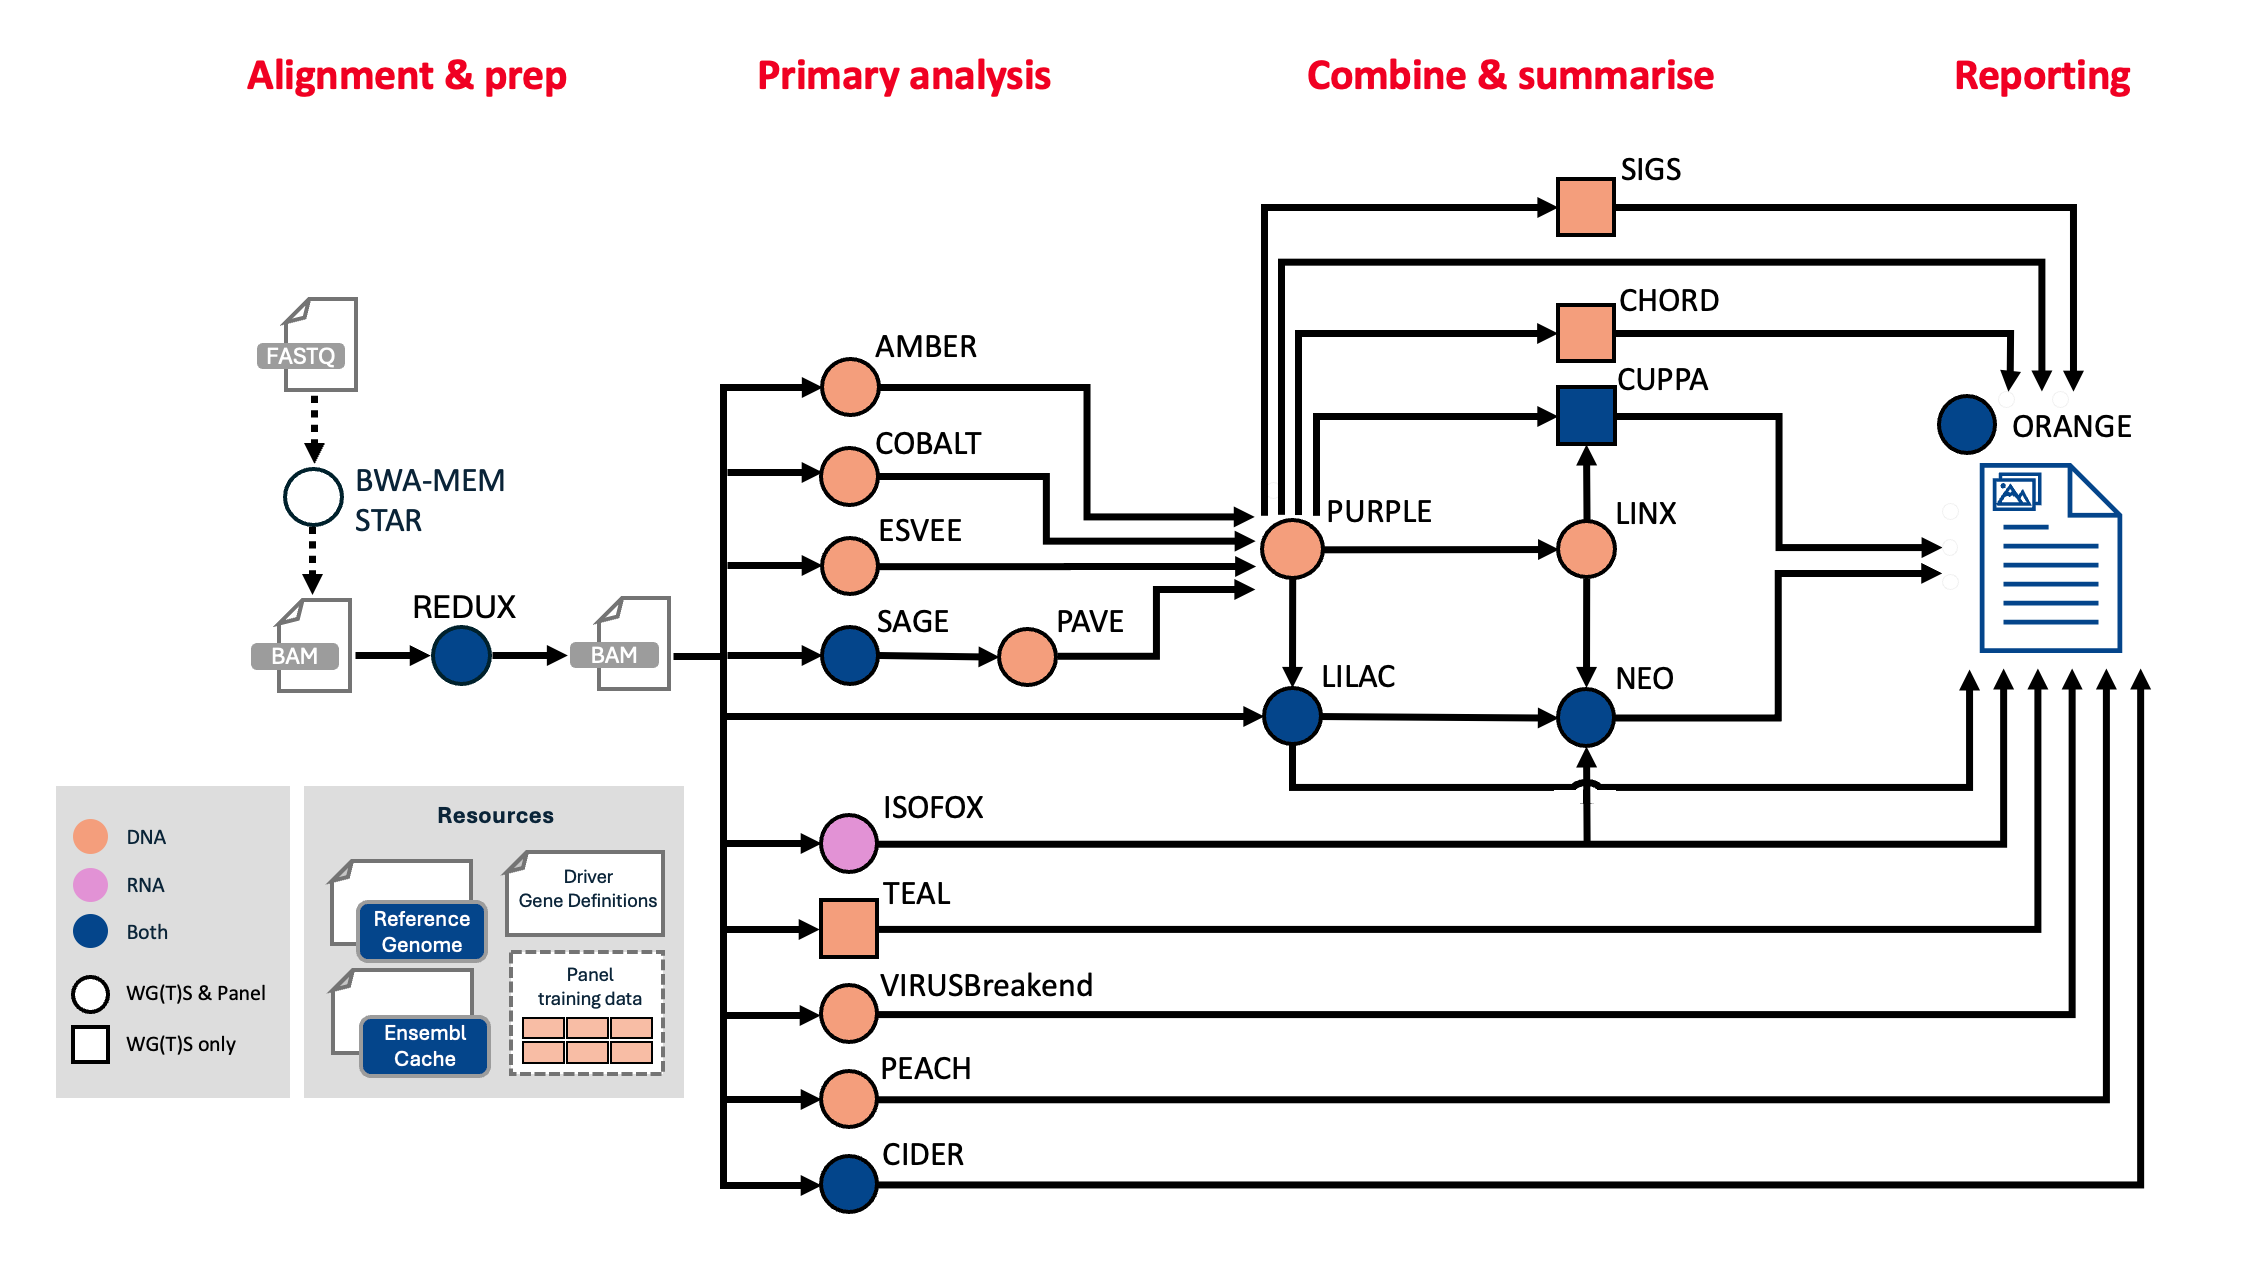 Alignment & prep
Primary analysis
Combine & summarise
Reporting
SIGS
CHORD
CUPPA
FASTQ
AMBER
COBALT
ORANGE
BWA-MEM
STAR
ESVEE
PURPLE
LINX
REDUX
SAGE
PAVE
BAM
BAM
LILAC
NEO
ISOFOX
TEAL
VIRUSBreakend
PEACH
CIDER
DNA
RNA
Both
WG(T)S & Panel
WG(T)S only
Resources
Reference
Genome
Driver
Gene Definitions
Ensembl
Cache
Panel
training data